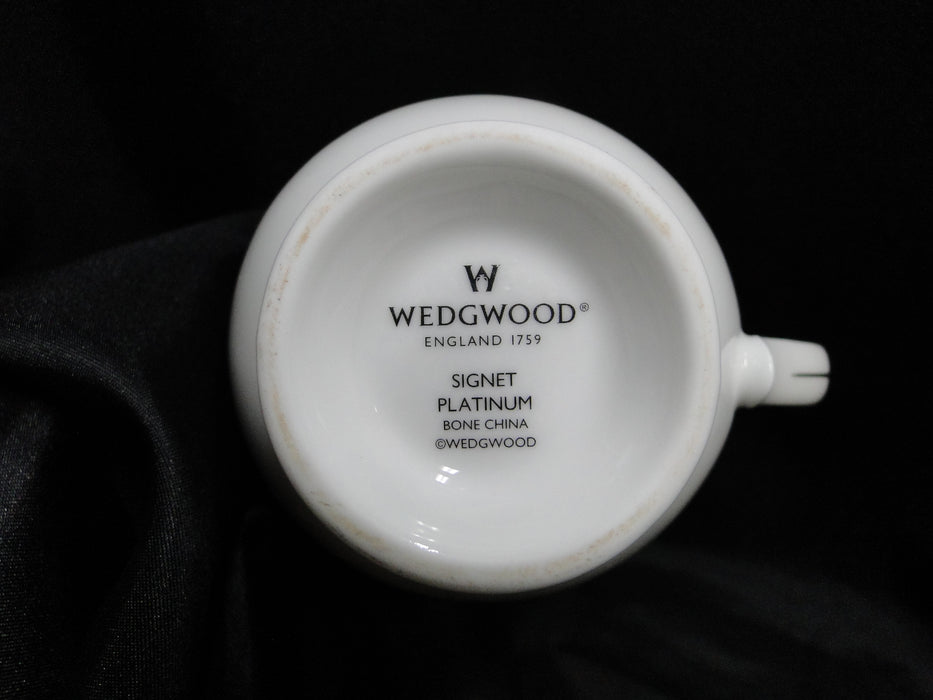 W
WEDGWOOD®
ENGLAND 1759
SIGNET
PLATINUM
BONE CHINA
©WEDGWOOD